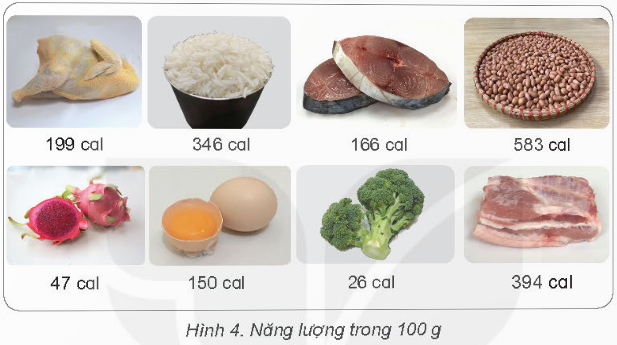 199 cal
346 cal
166 cal
583 cal
47 cal
150 cal
26 cal
394 cal
Hình 4. Năng lượng trong 100 g